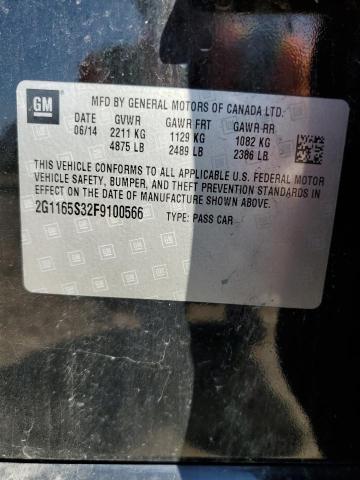 GM
MFD BY GENERAL MOTORS OF CANADA LTD.
DATE GVWR GAWR FRT GAWR RR
06/14 2211 KG 1129 KG 1082 KG
4875 LB 2489 LB 2386 LB
THIS VEHICLE CONFORMS TO ALL APPLICABLE U.S. FEDERAL MOTOR
VEHICLE SAFETY, BUMPER, AND THEFT PREVENTION STANDARDS IN
EFFECT ON THE DATE OF MANUFACTURE SHOWN ABOVE.
2G1165S32F9100566 TYPE: PASS CAR